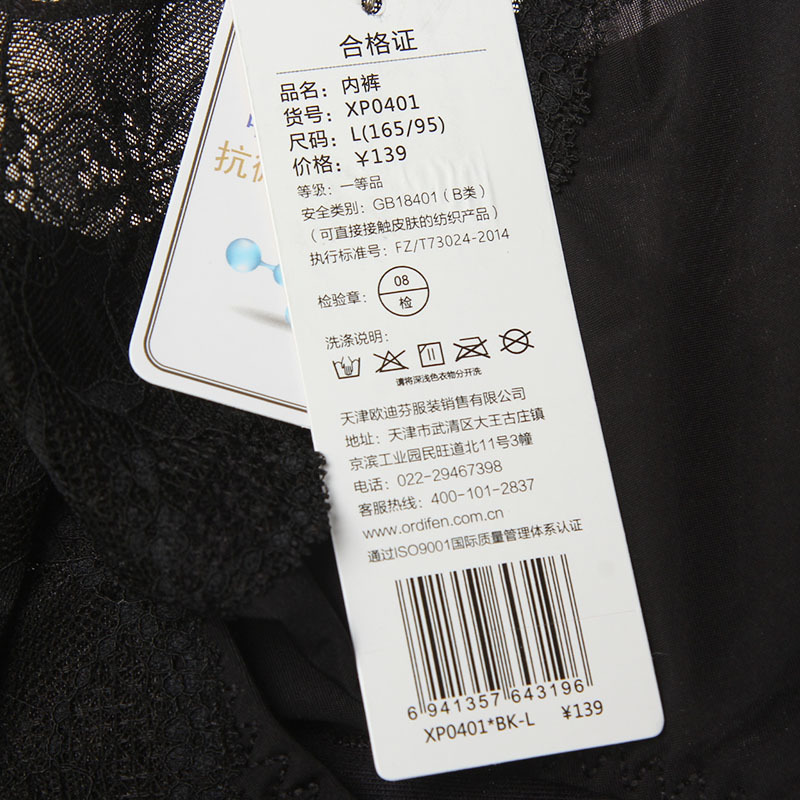 合格证
品名：内裤
货号：XP0401
尺码：L(165/95)
价格：￥139
等级：一等品
安全类别：GB18401（B类）
（可直接接触皮肤的纺织产品）
执行标准号：FZ/T73024-2014
检验章：
08
检
洗涤说明：
请将深浅色衣物分开洗
天津欧迪芬服装销售有限公司
地址：天津市武清区大王古庄镇
京滨工业园民旺道北11号3幢
电话：022-29467398
客服热线：400-101-2837
www.ordifen.com.cn
通过ISO9001国际质量管理体系认证
6 941357 643196
XP0401*BK-L ￥139
抗